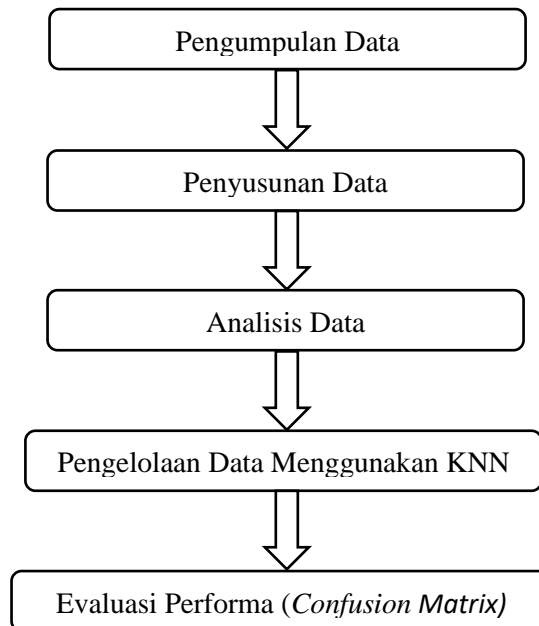 Pengumpulan Data
Penyusunan Data
Analisis Data
Pengelolaan Data Menggunakan KNN
Evaluasi Performa (Confusion Matrix)